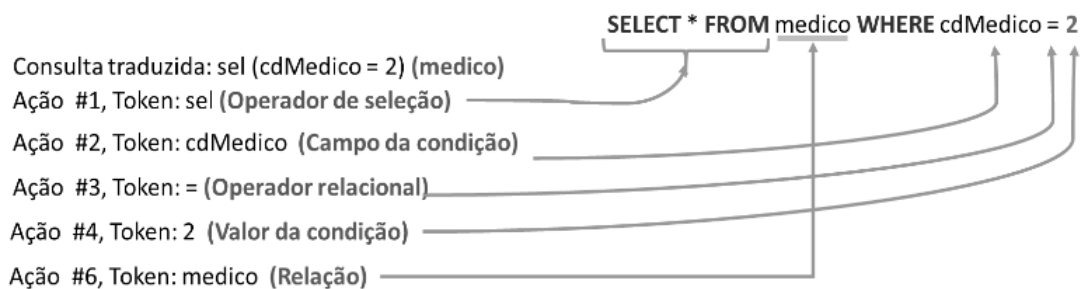 SELECT * FROM medico WHERE cdMedico = 2
Consulta traduzida: sel (cdMedico = 2) (medico)
Ação #1, Token: sel (Operador de seleção)
Ação #2, Token: cdMedico (Campo da condição)
Ação #3, Token: = (Operador relacional)
Ação #4, Token: 2 (Valor da condição)
Ação #6, Token: medico (Relação)